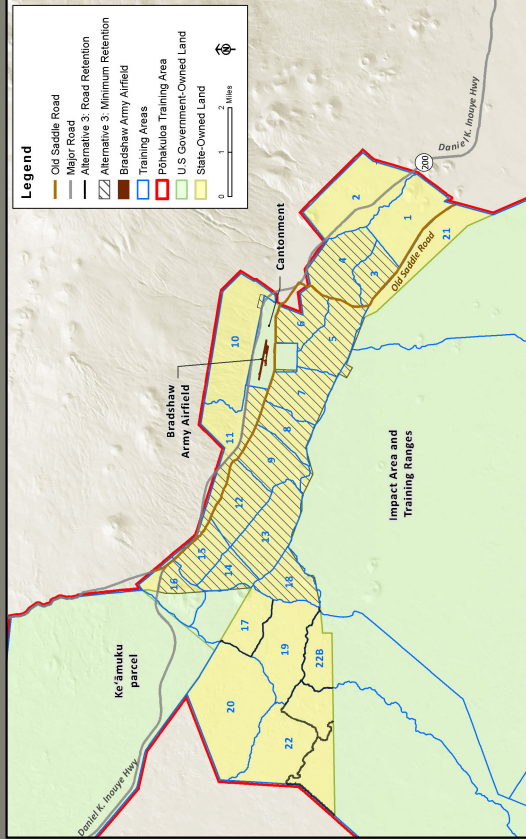 Legend
Old Saddle Road
Major Road
Alternative 3: Road Retention
Alternative 3: Minimum Retention
Bradshaw Army Airfield
Training Areas
Pōhakuloa Training Area
U.S Government-Owned Land
State-Owned Land
0 1 2
Miles
N
Daniel K. Inouye Hwy
200
Cantonment
Bradshaw
Army Airfield
Old Saddle Road
Impact Area and
Training Ranges
Keʻāmuku
parcel
Daniel K. Inouye Hwy
1
2
3
4
5
6
7
8
9
10
11
12
13
14
15
16
17
18
19
20
21
22
22B